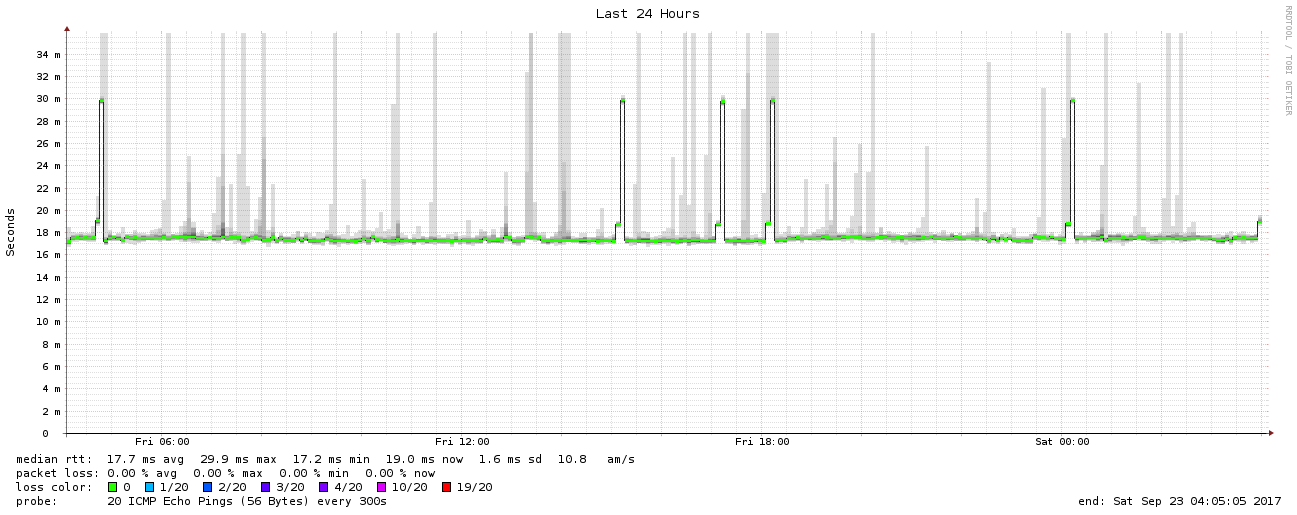 Last 24 Hours
RRDTOOL / TOBI OETIKER
Seconds
34 m
32 m
30 m
28 m
26 m
24 m
22 m
20 m
18 m
16 m
14 m
12 m
10 m
8 m
6 m
4 m
2 m
0
Fri 06:00 Fri 12:00 Fri 18:00 Sat 00:00
median rtt: 17.7 ms avg 29.9 ms max 17.2 ms min 19.0 ms now 1.6 ms sd 10.8 am/s
packet loss: 0.00 % avg 0.00 % max 0.00 % min 0.00 % now
loss color: 0 1/20 2/20 3/20 4/20 10/20 19/20
probe: 20 ICMP Echo Pings (56 Bytes) every 300s end: Sat Sep 23 04:05:05 2017